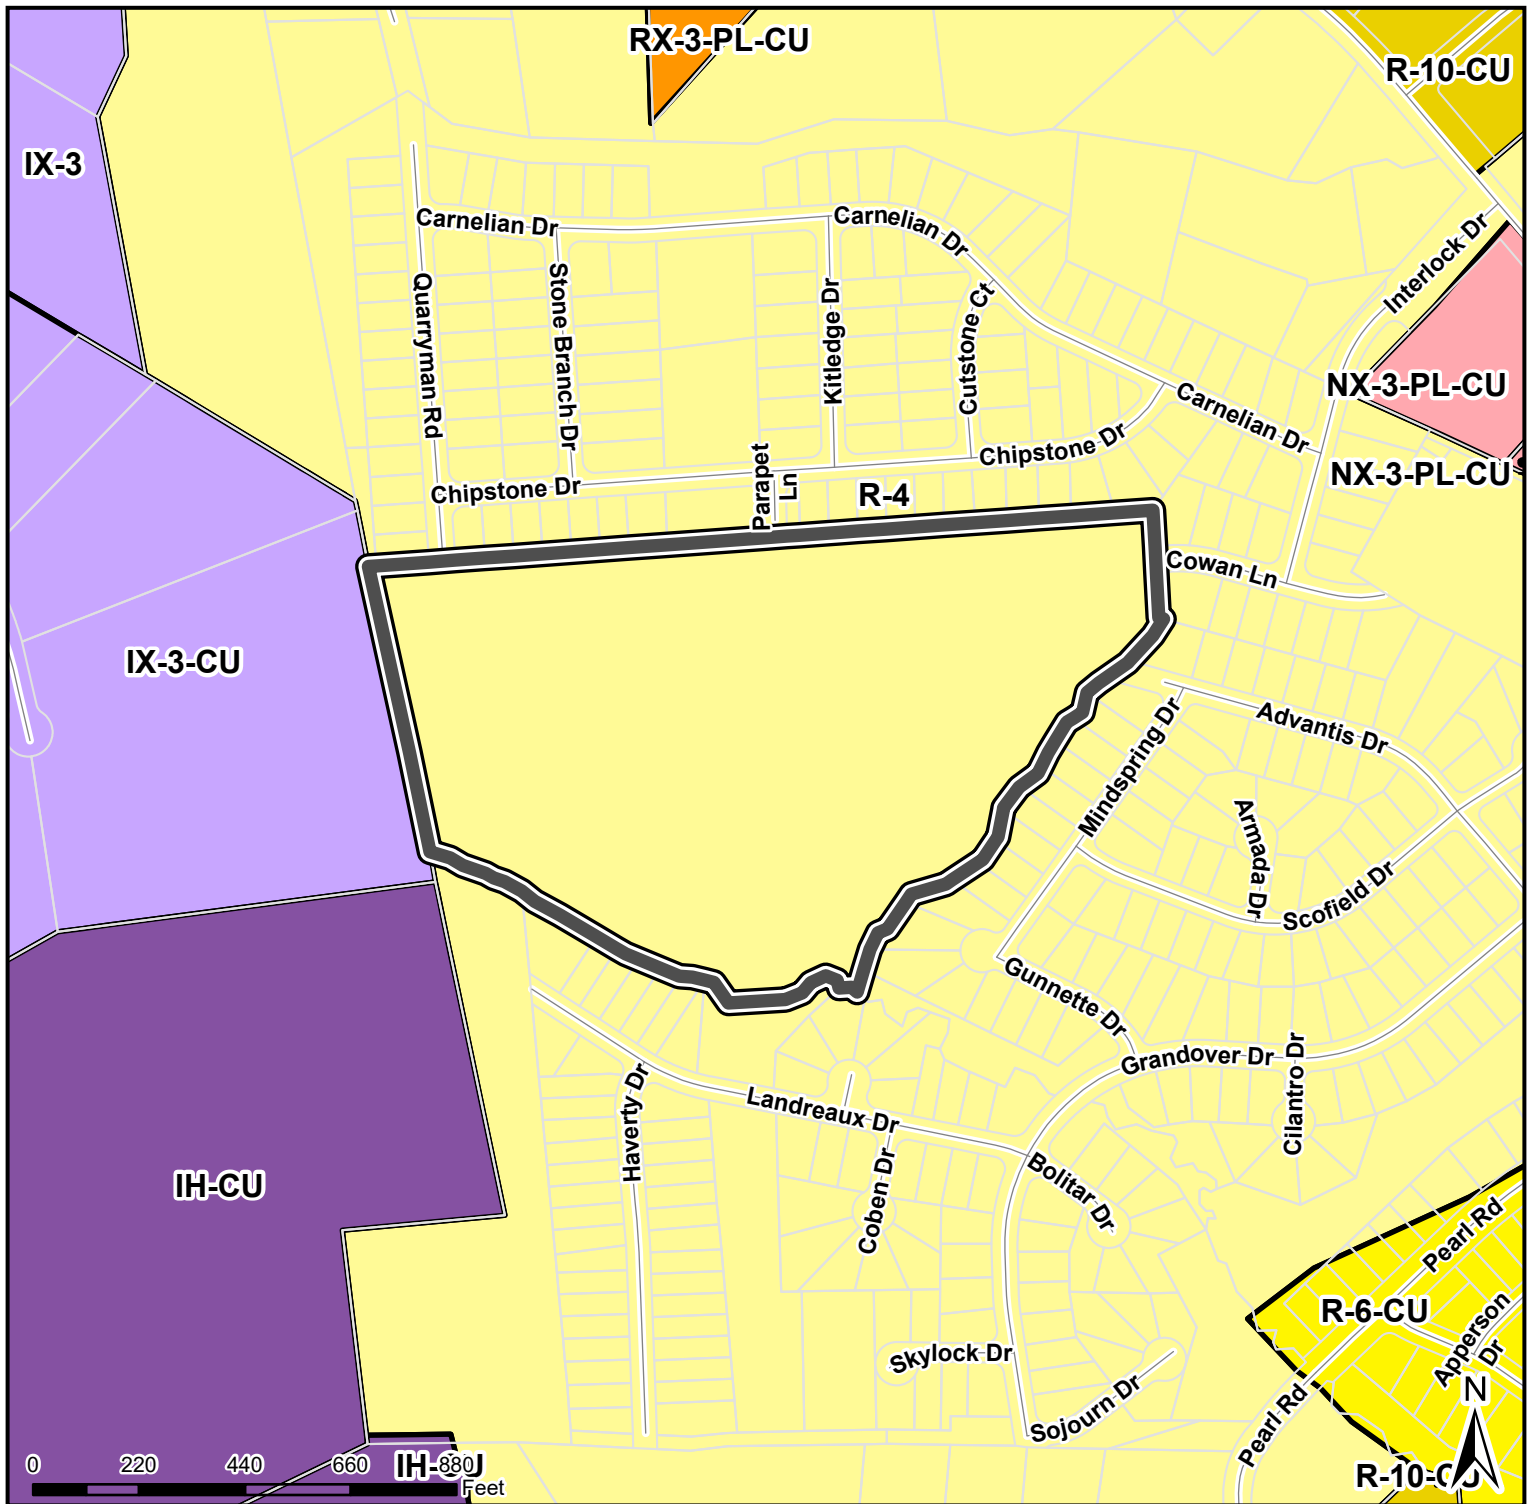 RX-3-PL-CU
R-10-CU
IX-3
Carnelian Dr
Carnelian Dr
Interlock Dr
Quarryman Rd
Stone Branch Dr
Kitledge Dr
Cutstone Ct
NX-3-PL-CU
Carnelian Dr
Chipstone Dr
NX-3-PL-CU
Chipstone Dr
Parapet
Ln
R-4
Cowan Ln
IX-3-CU
Advantis Dr
Mindspring Dr
Armada Dr
Scofield Dr
Gunnette Dr
Grandover Dr
Cilantro Dr
Haverty Dr
Landreaux Dr
Coben Dr
Bolitar Dr
IH-CU
Pearl Rd
R-6-CU
Apperson
Dr
Skylock Dr
Sojourn Dr
Pearl Rd
N
R-10-CU
IH-CU
0 220 440 660 880
Feet